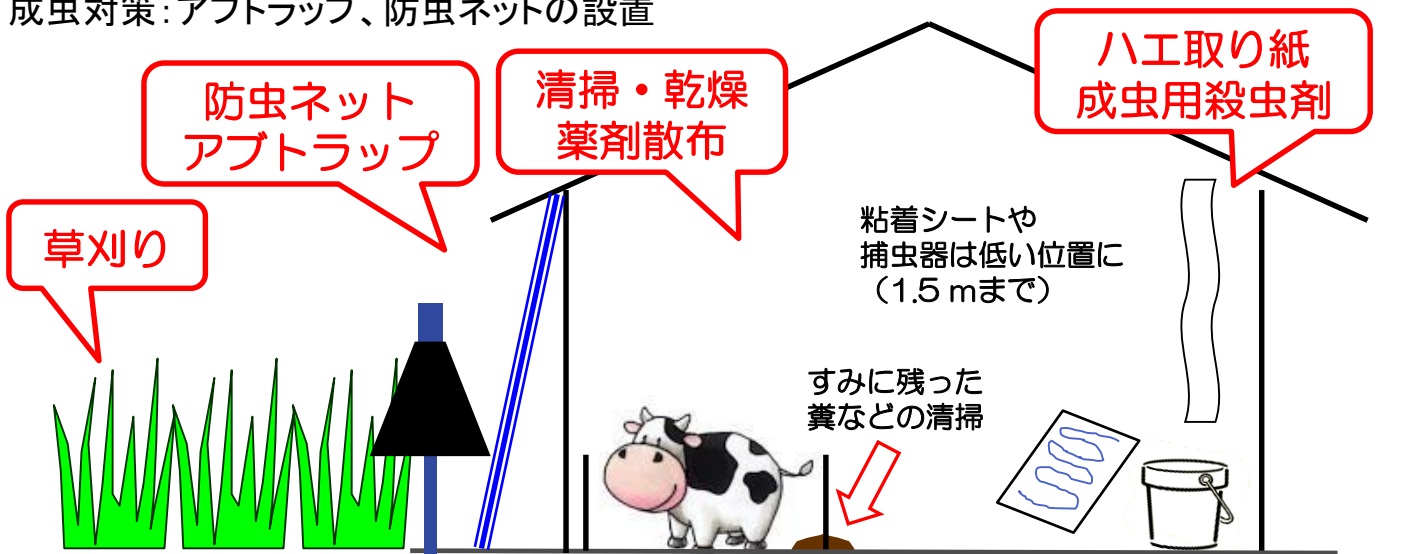 成虫対策：アブトラップ、防虫ネットの設置
防虫ネット
アブトラップ
清掃・乾燥
薬剤散布
ハエ取り紙
成虫用殺虫剤
草刈り
粘着シートや
捕虫器は低い位置に
（1.5 mまで）
すみに残った
糞などの清掃